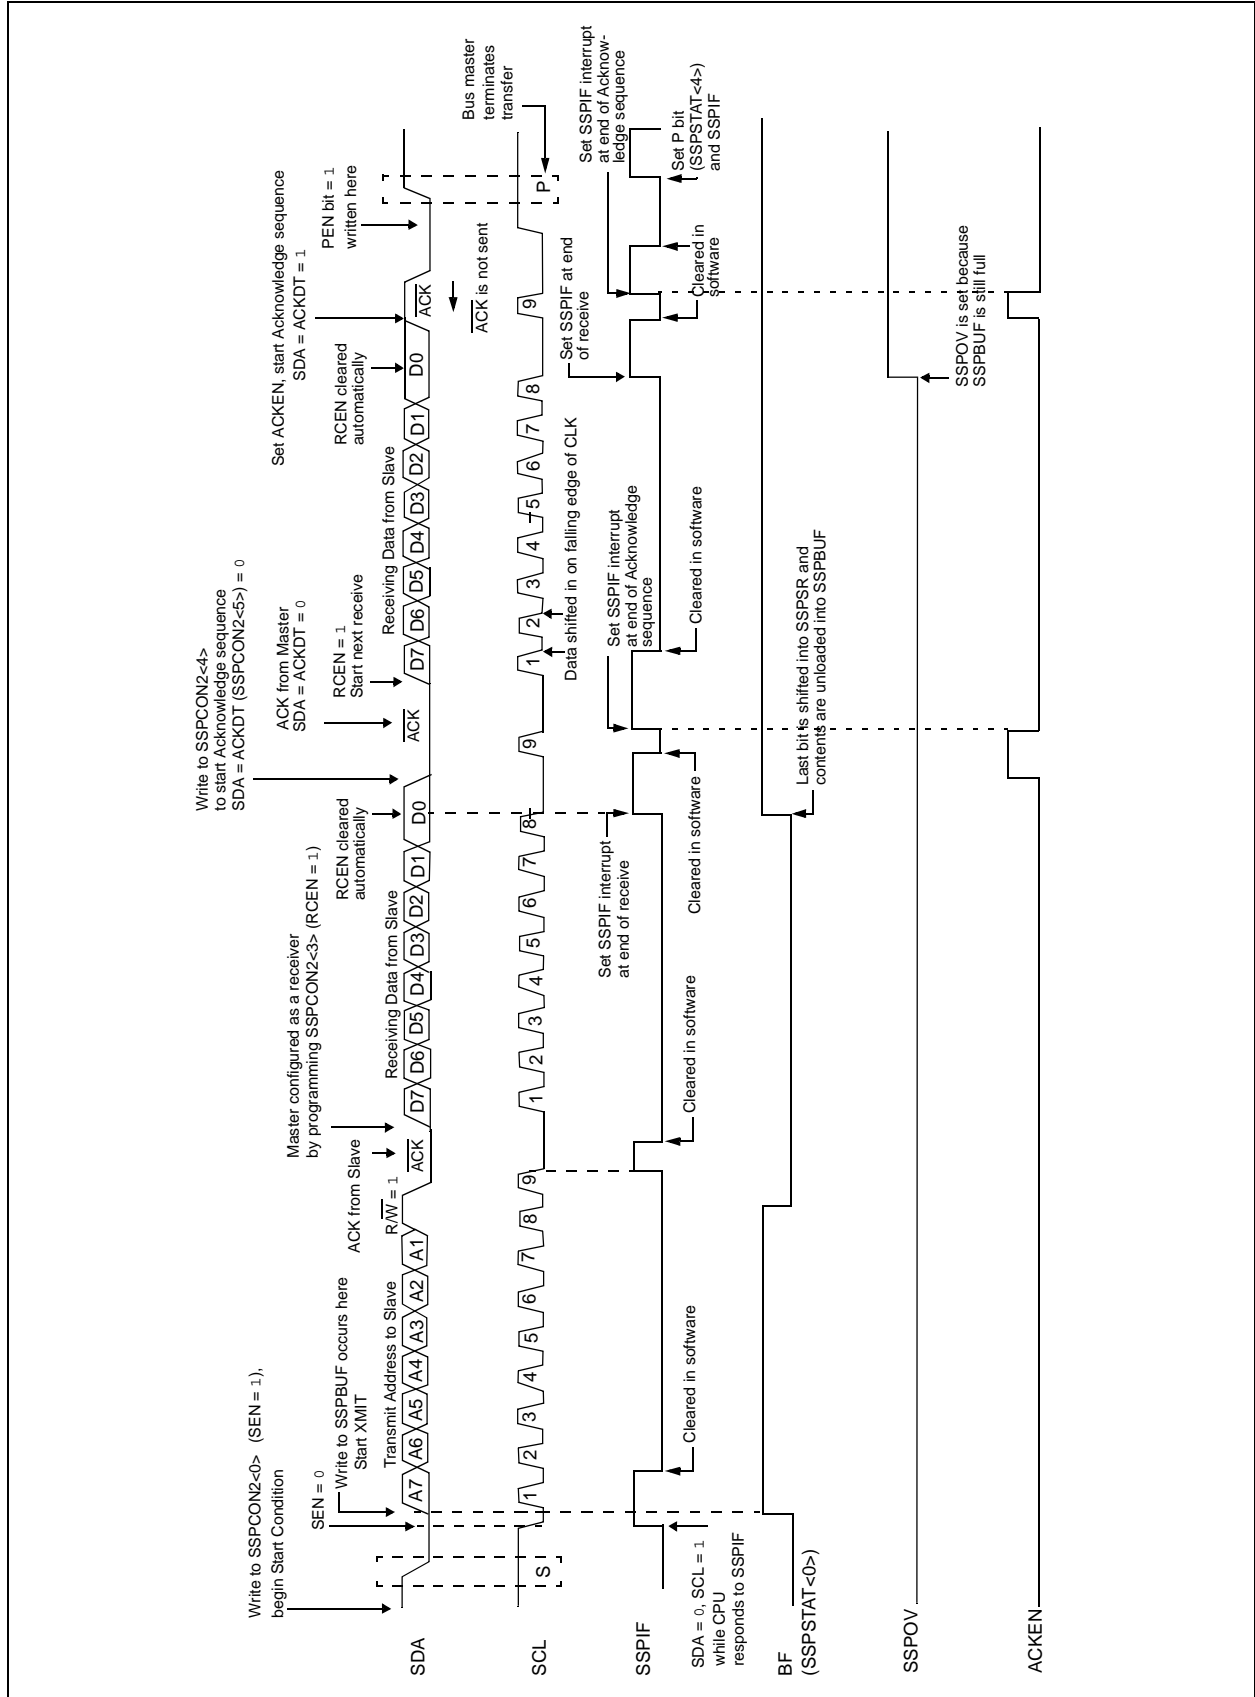 Write to SSPCON2<0> (SEN = 1),
begin Start Condition
SEN = 0
Write to SSPBUF occurs here
Start XMIT
Transmit Address to Slave
ACK from Slave
R/W = 1
Master configured as a receiver
by programming SSPCON2<3> (RCEN = 1)
Receiving Data from Slave
RCEN cleared
automatically
Write to SSPCON2<4>
to start Acknowledge sequence
SDA = ACKDT (SSPCON2<5>) = 0
ACK from Master
SDA = ACKDT = 0
RCEN = 1
Start next receive
Receiving Data from Slave
RCEN cleared
automatically
Set ACKEN, start Acknowledge sequence
SDA = ACKDT = 1
PEN bit = 1
written here
SDA
A7 A6 A5 A4 A3 A2 A1
ACK
D7 D6 D5 D4 D3 D2 D1 D0
ACK
D7 D6 D5 D4 D3 D2 D1 D0
ACK
ACK is not sent
Bus master
terminates
transfer
SCL
S
1 2 3 4 5 6 7 8 9
1 2 3 4 5 6 7 8 9
1 2 3 4 5 6 7 8 9
P
Data shifted in on falling edge of CLK
Set SSPIF interrupt
at end of receive
Set SSPIF interrupt
at end of Acknowledge
sequence
Set SSPIF at end
of receive
Set SSPIF interrupt
at end of Acknow-
ledge sequence
SSPIF
SDA = 0, SCL = 1
while CPU
responds to SSPIF
Cleared in software
Cleared in software
Cleared in software
Cleared in software
Cleared in
software
Set P bit
(SSPSTAT<4>)
and SSPIF
BF
(SSPSTAT<0>)
Last bit is shifted into SSPSR and
contents are unloaded into SSPBUF
SSPOV
SSPOV is set because
SSPBUF is still full
ACKEN